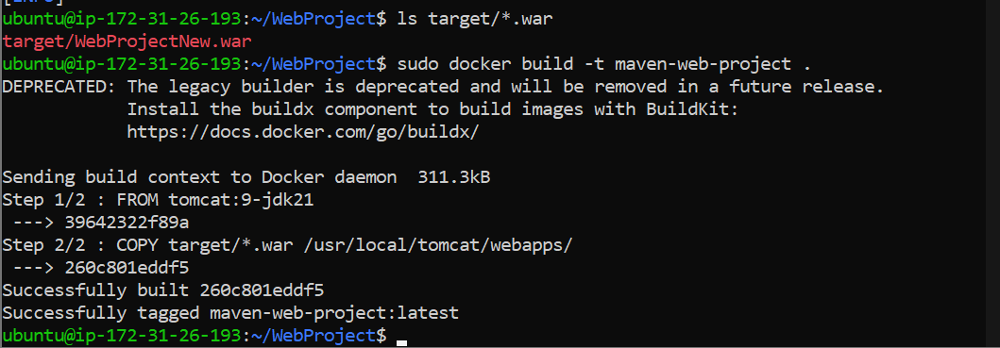 [INFO]
ubuntu@ip-172-31-26-193:~/WebProject$ ls target/*.war
target/WebProjectNew.war
ubuntu@ip-172-31-26-193:~/WebProject$ sudo docker build -t maven-web-project .
DEPRECATED: The legacy builder is deprecated and will be removed in a future release.
            Install the buildx component to build images with BuildKit:
            https://docs.docker.com/go/buildx/

Sending build context to Docker daemon  311.3kB
Step 1/2 : FROM tomcat:9-jdk21
 ---> 39642322f89a
Step 2/2 : COPY target/*.war /usr/local/tomcat/webapps/
 ---> 260c801eddf5
Successfully built 260c801eddf5
Successfully tagged maven-web-project:latest
ubuntu@ip-172-31-26-193:~/WebProject$